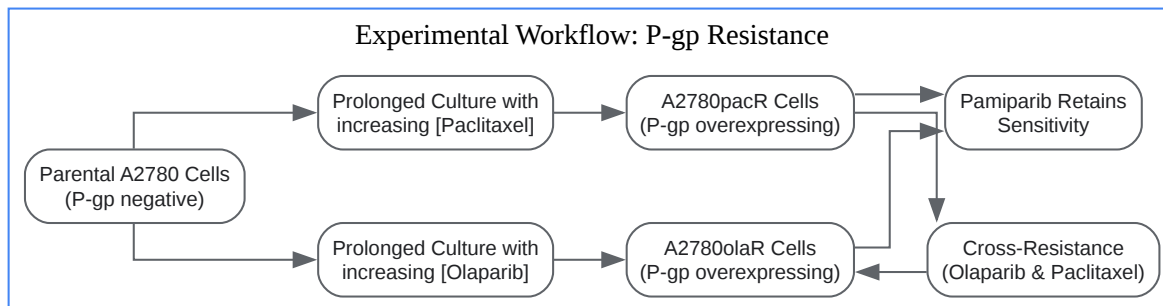 Experimental Workflow: P-gp Resistance
Prolonged Culture with
increasing [Paclitaxel]
A2780pacR Cells
(P-gp overexpressing)
Pamiparib Retains
Sensitivity
Parental A2780 Cells
(P-gp negative)
Prolonged Culture with
increasing [Olaparib]
A2780olaR Cells
(P-gp overexpressing)
Cross-Resistance
(Olaparib & Paclitaxel)